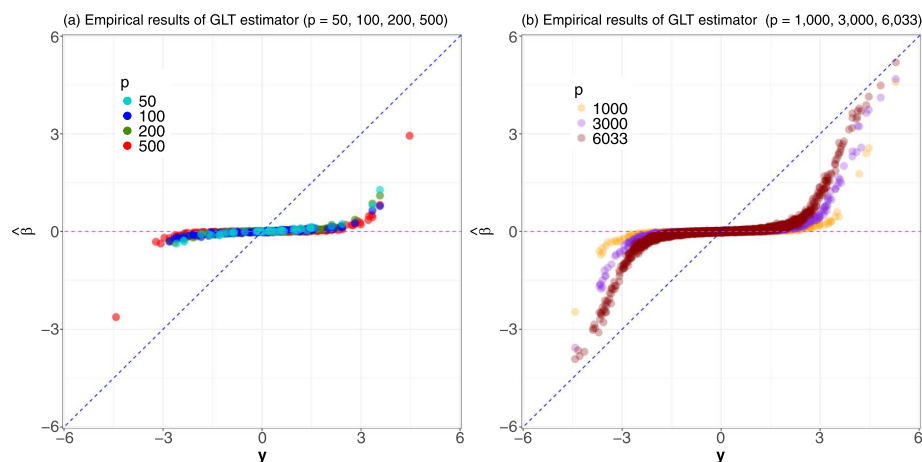 (a) Empirical results of GLT estimator (p = 50, 100, 200, 500)
6
3
0
−3
−6
β̂
p
50
100
200
500
−6 −3 0 3 6
y
(b) Empirical results of GLT estimator (p = 1,000, 3,000, 6,033)
6
3
0
−3
−6
β̂
p
1000
3000
6033
−6 −3 0 3 6
y